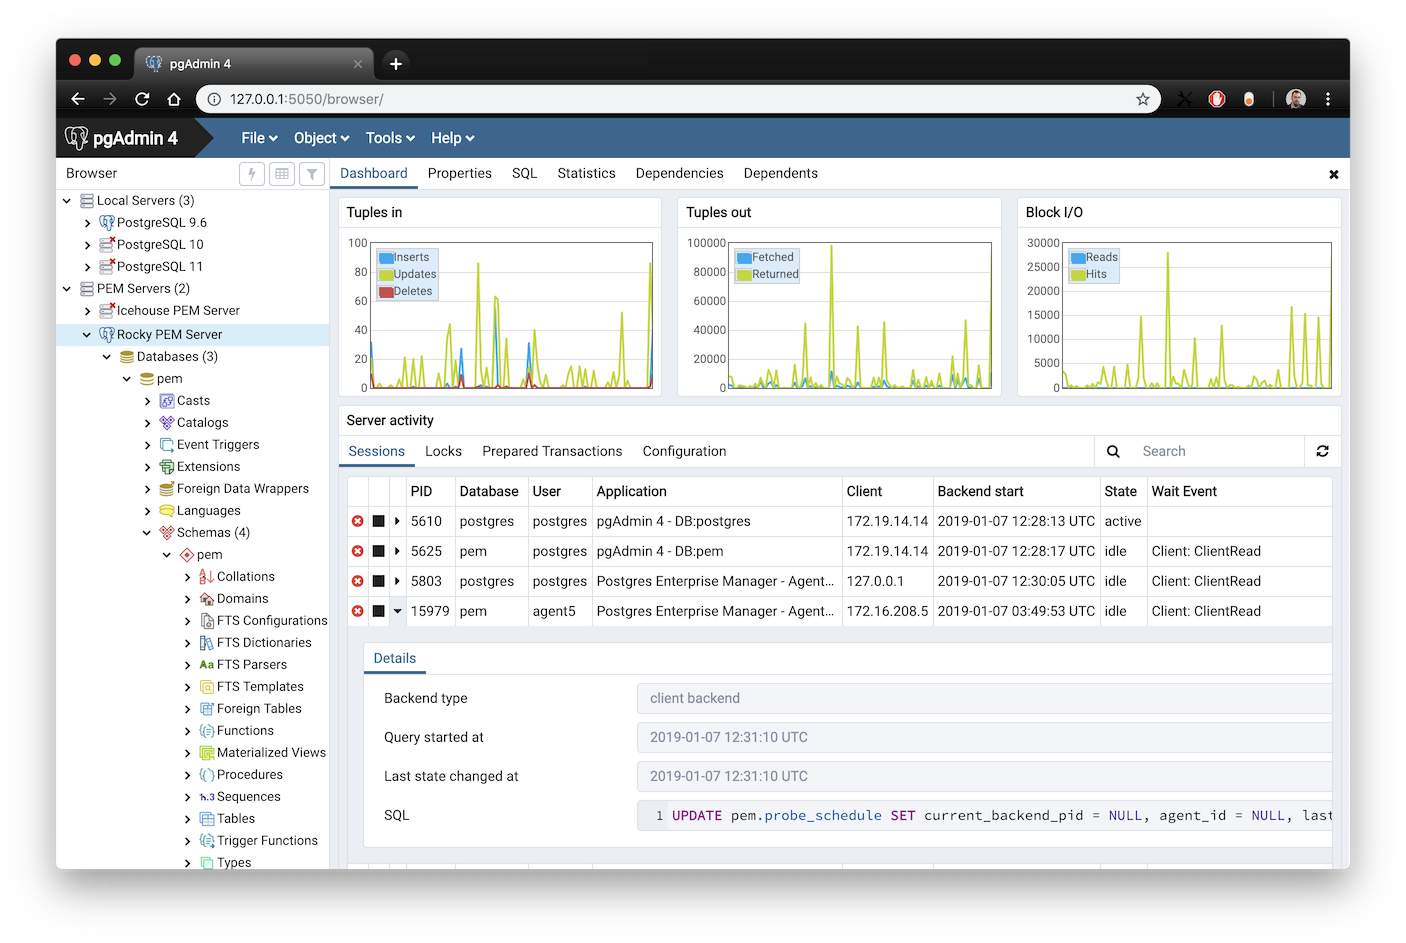 pgAdmin 4
127.0.0.1:5050/browser/
pgAdmin 4 File Object Tools Help
Browser
Dashboard Properties SQL Statistics Dependencies Dependents
Local Servers (3)
PostgreSQL 9.6
PostgreSQL 10
PostgreSQL 11
PEM Servers (2)
Icehouse PEM Server
Rocky PEM Server
Databases (3)
pem
Casts
Catalogs
Event Triggers
Extensions
Foreign Data Wrappers
Languages
Schemas (4)
pem
Collations
Domains
FTS Configurations
FTS Dictionaries
Aa FTS Parsers
FTS Templates
Foreign Tables
Functions
Materialized Views
Procedures
1..3 Sequences
Tables
Trigger Functions
Types
Tuples in
100
80
60
40
20
0
Inserts
Updates
Deletes
Tuples out
100000
80000
60000
40000
20000
0
Fetched
Returned
Block I/O
30000
25000
20000
15000
10000
5000
0
Reads
Hits
Server activity
Sessions Locks Prepared Transactions Configuration Search
PID Database User Application Client Backend start State Wait Event
5610 postgres postgres pgAdmin 4 - DB:postgres 172.19.14.14 2019-01-07 12:28:13 UTC active
5625 pem postgres pgAdmin 4 - DB:pem 172.19.14.14 2019-01-07 12:28:17 UTC idle Client: ClientRead
5803 postgres postgres Postgres Enterprise Manager - Agent... 127.0.0.1 2019-01-07 12:30:05 UTC idle Client: ClientRead
15979 pem agent5 Postgres Enterprise Manager - Agent... 172.16.208.5 2019-01-07 03:49:53 UTC idle Client: ClientRead
Details
Backend type client backend
Query started at 2019-01-07 12:31:10 UTC
Last state changed at 2019-01-07 12:31:10 UTC
SQL 1 UPDATE pem.probe_schedule SET current_backend_pid = NULL, agent_id = NULL, last